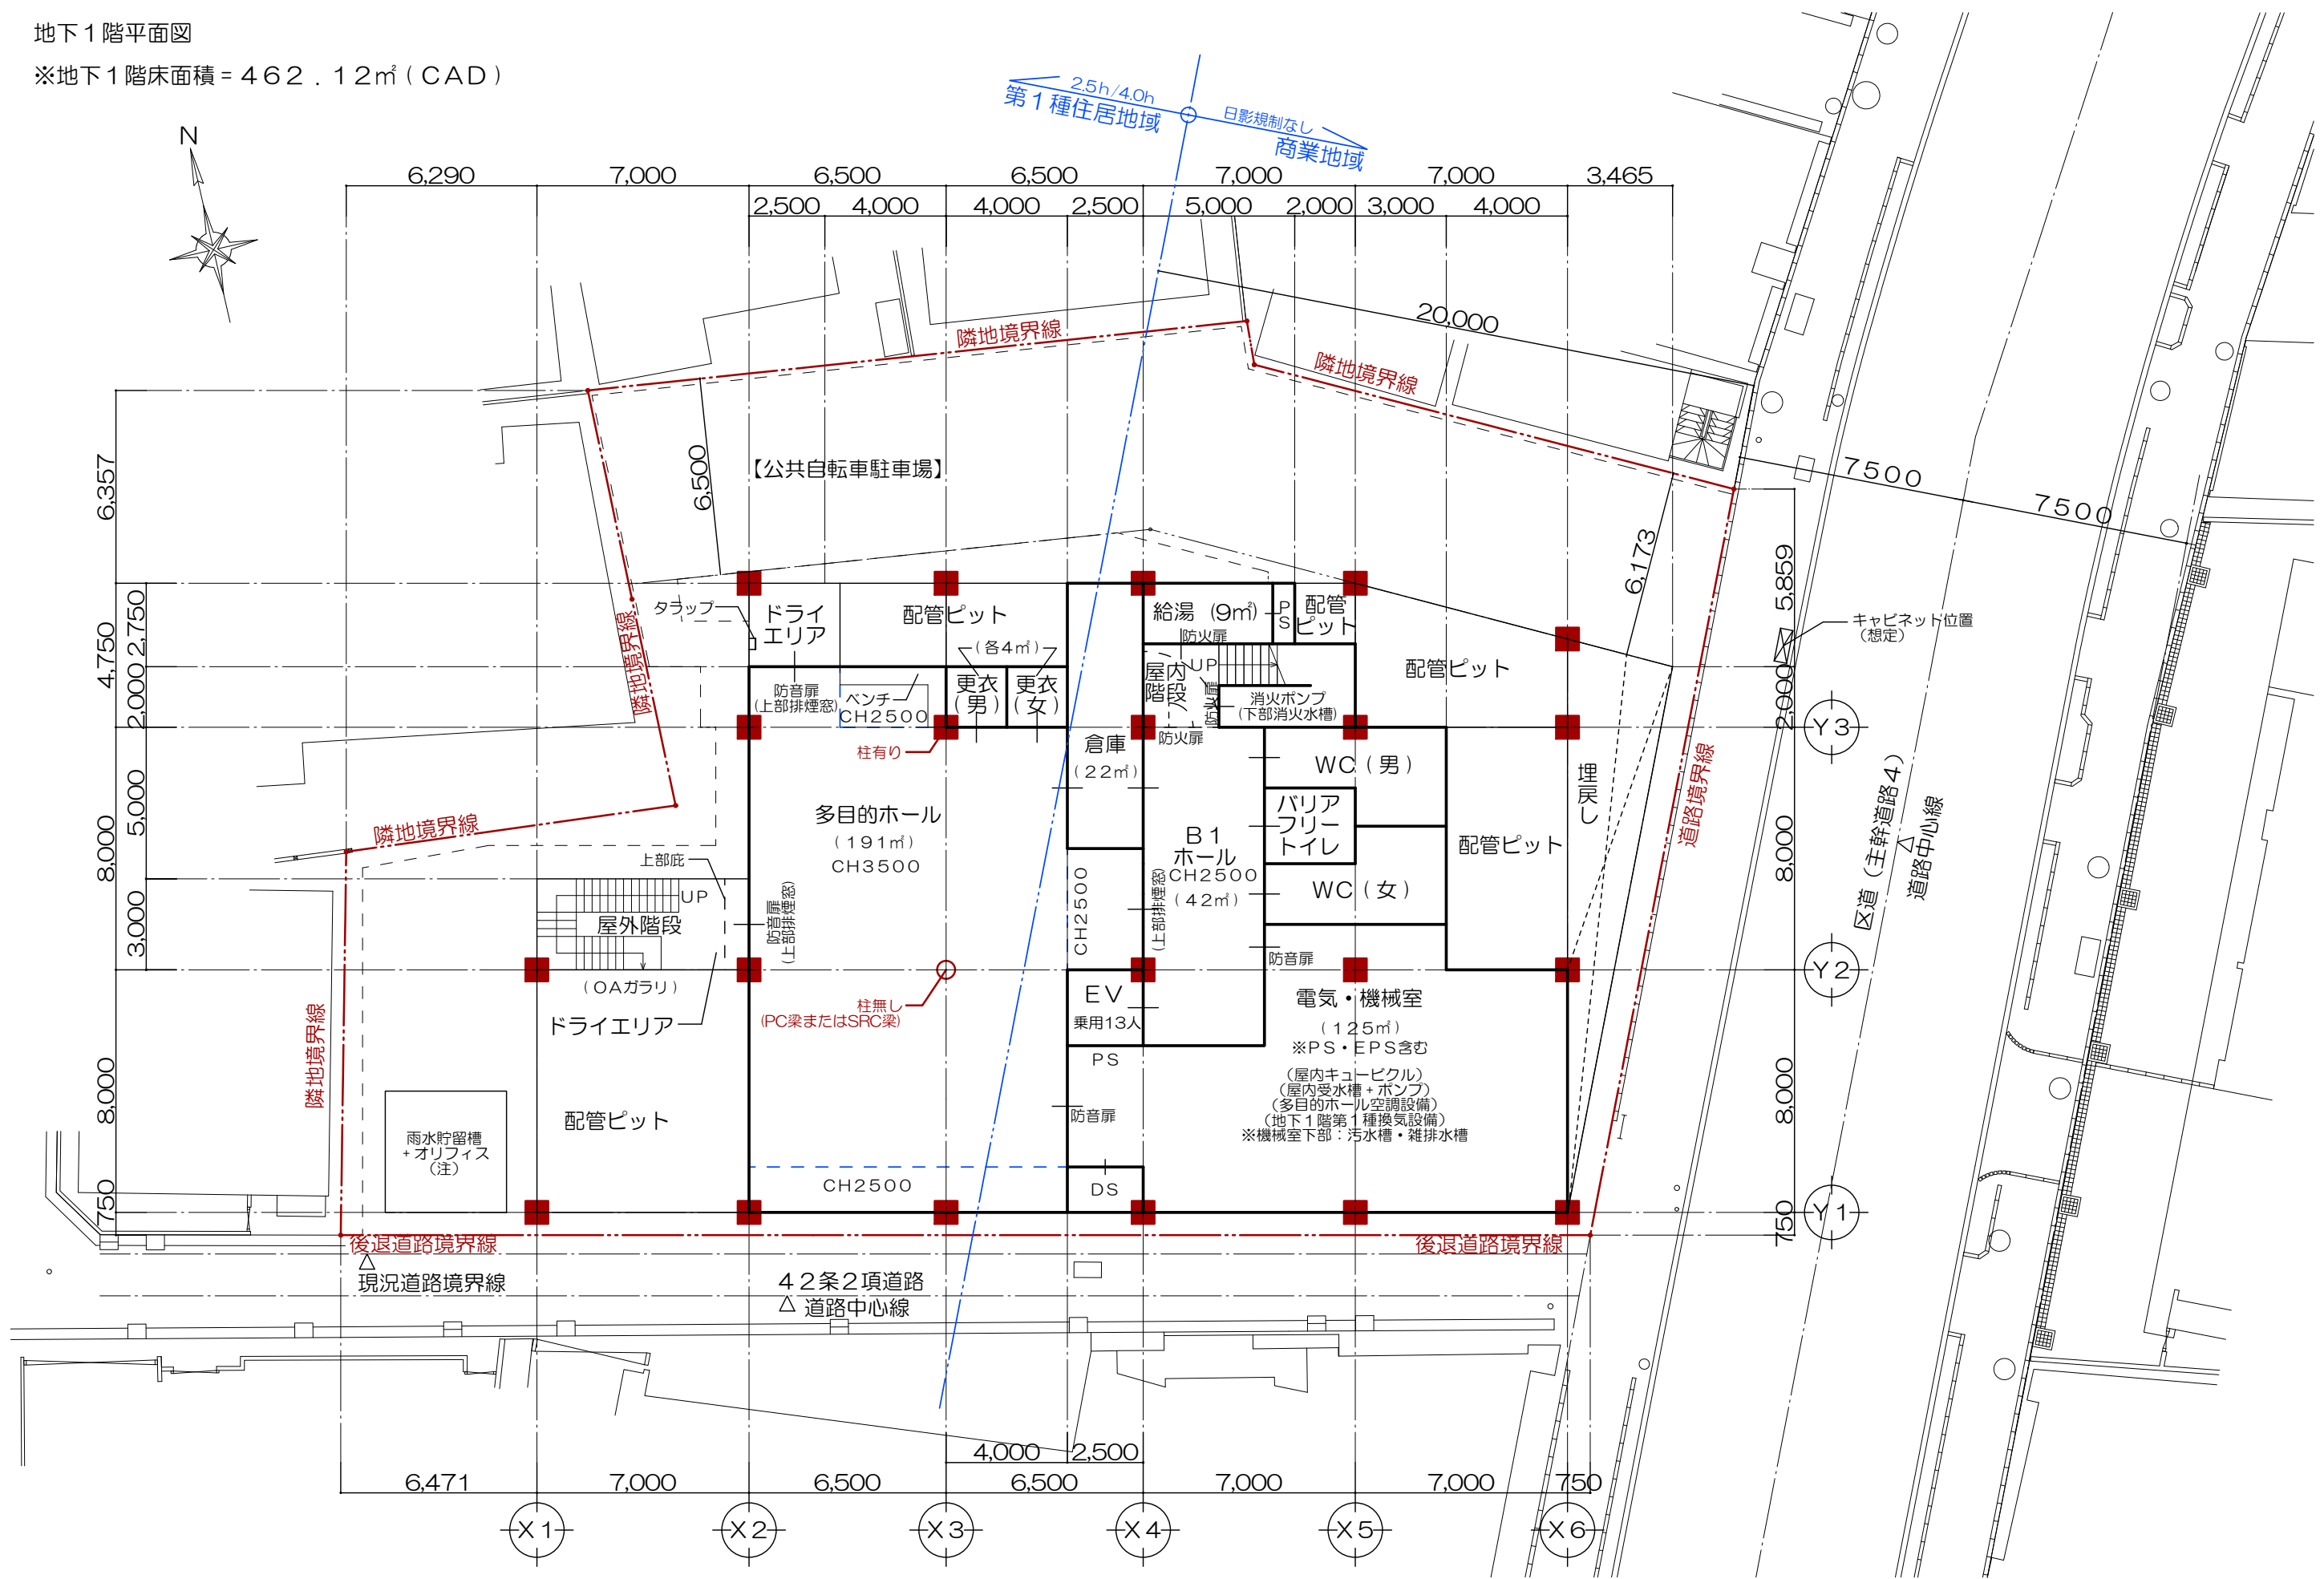 地下１階平面図
※地下１階床面積＝４６２．１２㎡（ＣＡＤ）
N
2.5h/4.0h
第１種住居地域
日影規制なし
商業地域
6,290
7,000
6,500
6,500
7,000
7,000
3,465
2,500
4,000
4,000
2,500
5,000
2,000
3,000
4,000
20,000
隣地境界線
隣地境界線
6,357
6,500
【公共自転車駐車場】
7500
7500
6,173
5,859
4,750
2,750
2,000
タラップ
ドライ
エリア
配管ピット
（各4㎡）
給湯（9㎡）
PS
配管
ピット
防火扉
UP
屋内
階段
防火扉
消火ポンプ
（下部消火水槽）
防火扉
配管ピット
キャビネット位置
（想定）
2,000
隣地境界線
防音扉
（上部排煙窓）
ベンチ
CH2500
更衣
（男）
更衣
（女）
柱有り
倉庫
（22㎡）
WC（男）
埋戻し
Y3
道路境界線
5,000
8,000
3,000
隣地境界線
多目的ホール
（191㎡）
CH3500
バリア
フリー
トイレ
B1
ホール
CH2500
（42㎡）
配管ピット
8,000
区道（主幹道路4）
道路中心線
上部庇
UP
屋外階段
（OAガラリ）
ドライエリア
防音扉
（上部排煙窓）
CH2500
（上部排煙窓）
WC（女）
防音扉
Y2
柱無し
(PC梁またはSRC梁)
EV
乗用13人
PS
防音扉
電気・機械室
（125㎡）
※PS・EPS含む
（屋内キュービクル）
（屋内受水槽+ポンプ）
（多目的ホール空調設備）
（地下1階第1種換気設備）
※機械室下部：汚水槽・雑排水槽
隣地境界線
8,000
8,000
配管ピット
雨水貯留槽
+オリフィス
（注）
CH2500
DS
750
750
Y1
後退道路境界線
後退道路境界線
現況道路境界線
４２条２項道路
道路中心線
4,000
2,500
6,471
7,000
6,500
6,500
7,000
7,000
750
X1
X2
X3
X4
X5
X6